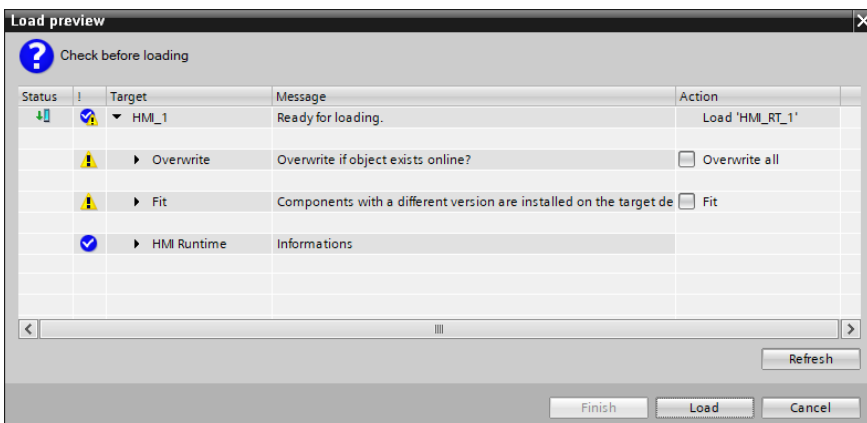 Load preview
Check before loading
Status ! Target Message Action
HMI_1 Ready for loading. Load 'HMI_RT_1'
Overwrite Overwrite if object exists online? Overwrite all
Fit Components with a different version are installed on the target de Fit
HMI Runtime Informations
Refresh
Finish Load Cancel